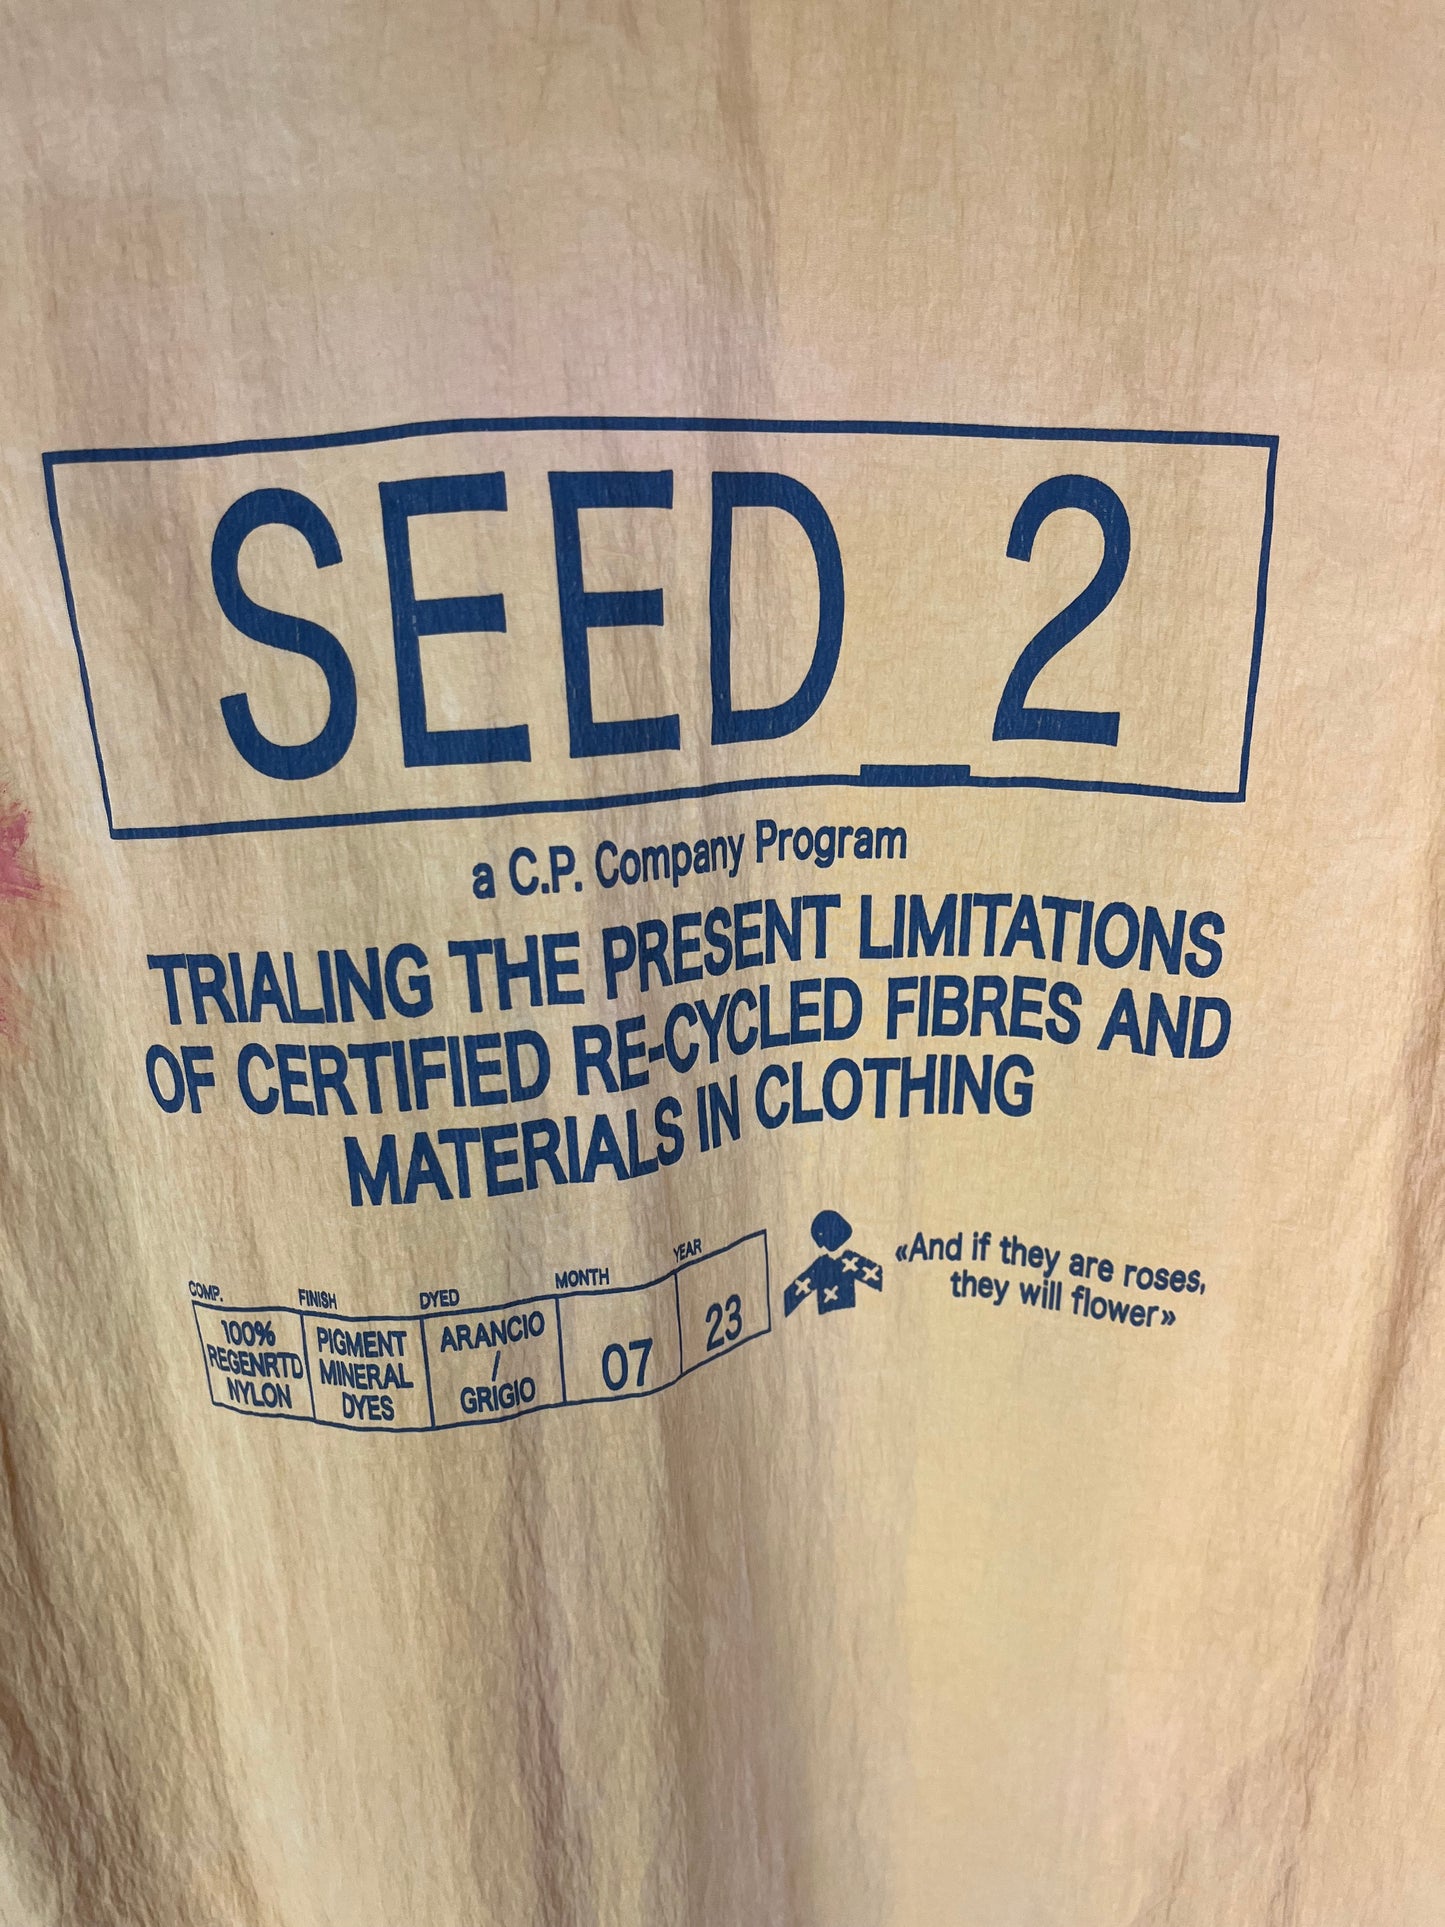 SEED_2
a C.P. Company Program
TRIALING THE PRESENT LIMITATIONS
OF CERTIFIED RE-CYCLED FIBRES AND
MATERIALS IN CLOTHING
COMP. FINISH DYED MONTH YEAR
100% REGENRTD NYLON
PIGMENT MINERAL DYES
ARANCIO / GRIGIO
07
23
«And if they are roses,
they will flower»